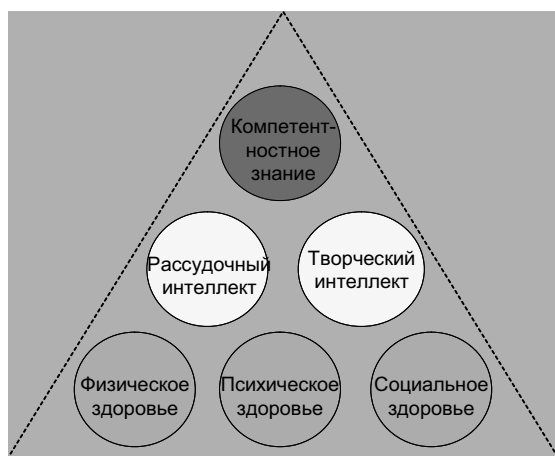 Компетент-
ностное
знание
Рассудочный
интеллект
Творческий
интеллект
Физическое
здоровье
Психическое
здоровье
Социальное
здоровье